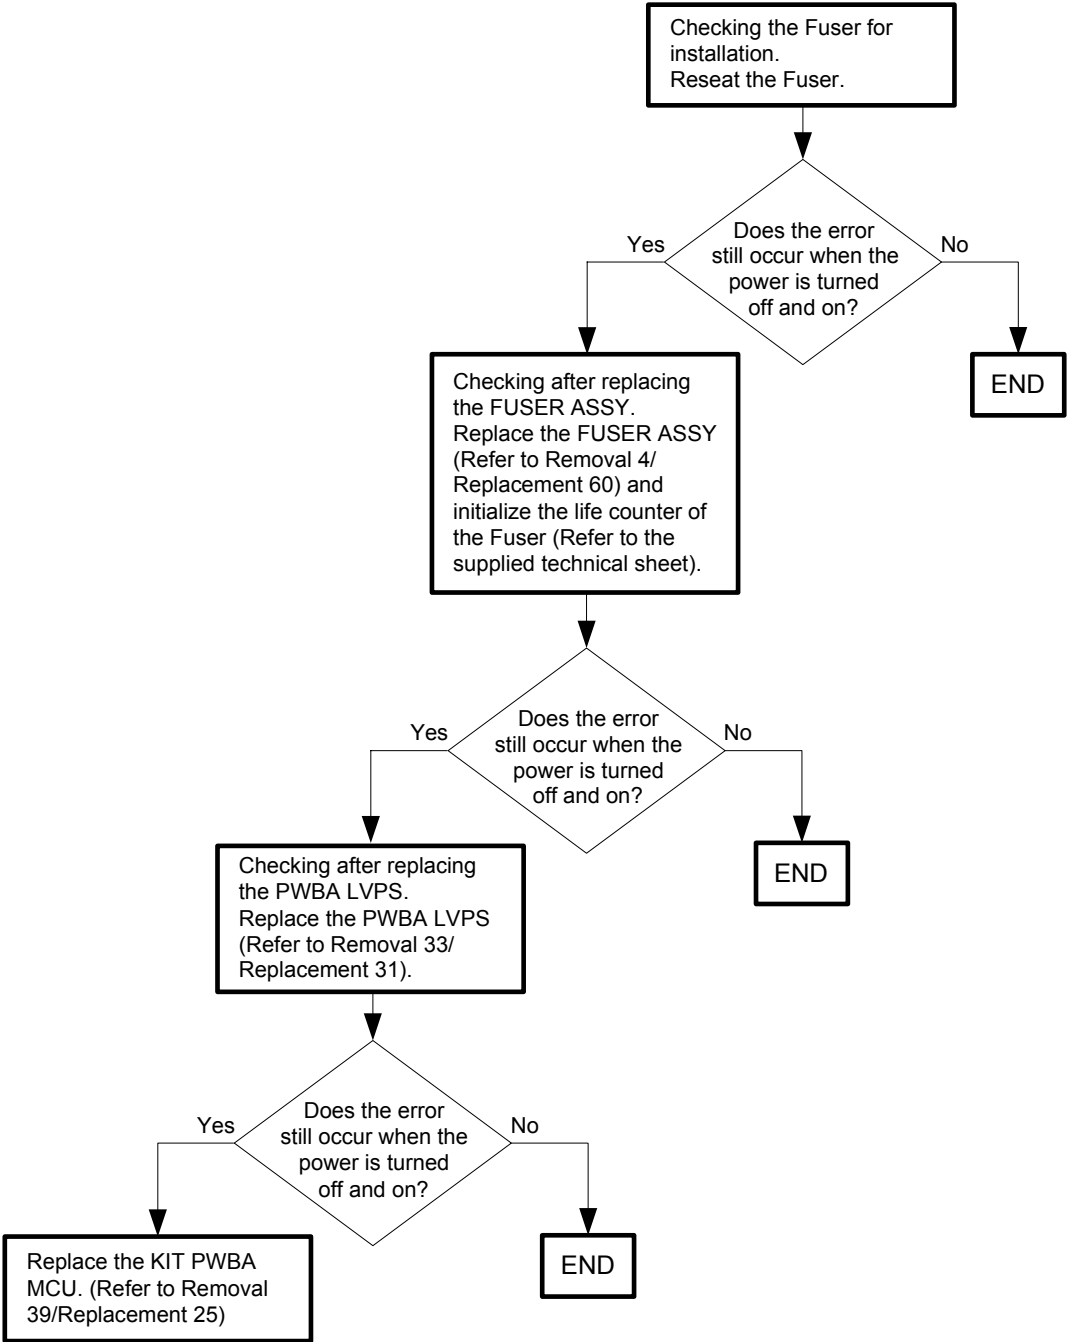 Checking the Fuser for
installation.
Reseat the Fuser.
Does the error
still occur when the
power is turned
off and on?
Yes
No
END
Checking after replacing
the FUSER ASSY.
Replace the FUSER ASSY
(Refer to Removal 4/
Replacement 60) and
initialize the life counter of
the Fuser (Refer to the
supplied technical sheet).
Does the error
still occur when the
power is turned
off and on?
Yes
No
END
Checking after replacing
the PWBA LVPS.
Replace the PWBA LVPS
(Refer to Removal 33/
Replacement 31).
Does the error
still occur when the
power is turned
off and on?
Yes
No
END
Replace the KIT PWBA
MCU. (Refer to Removal
39/Replacement 25)